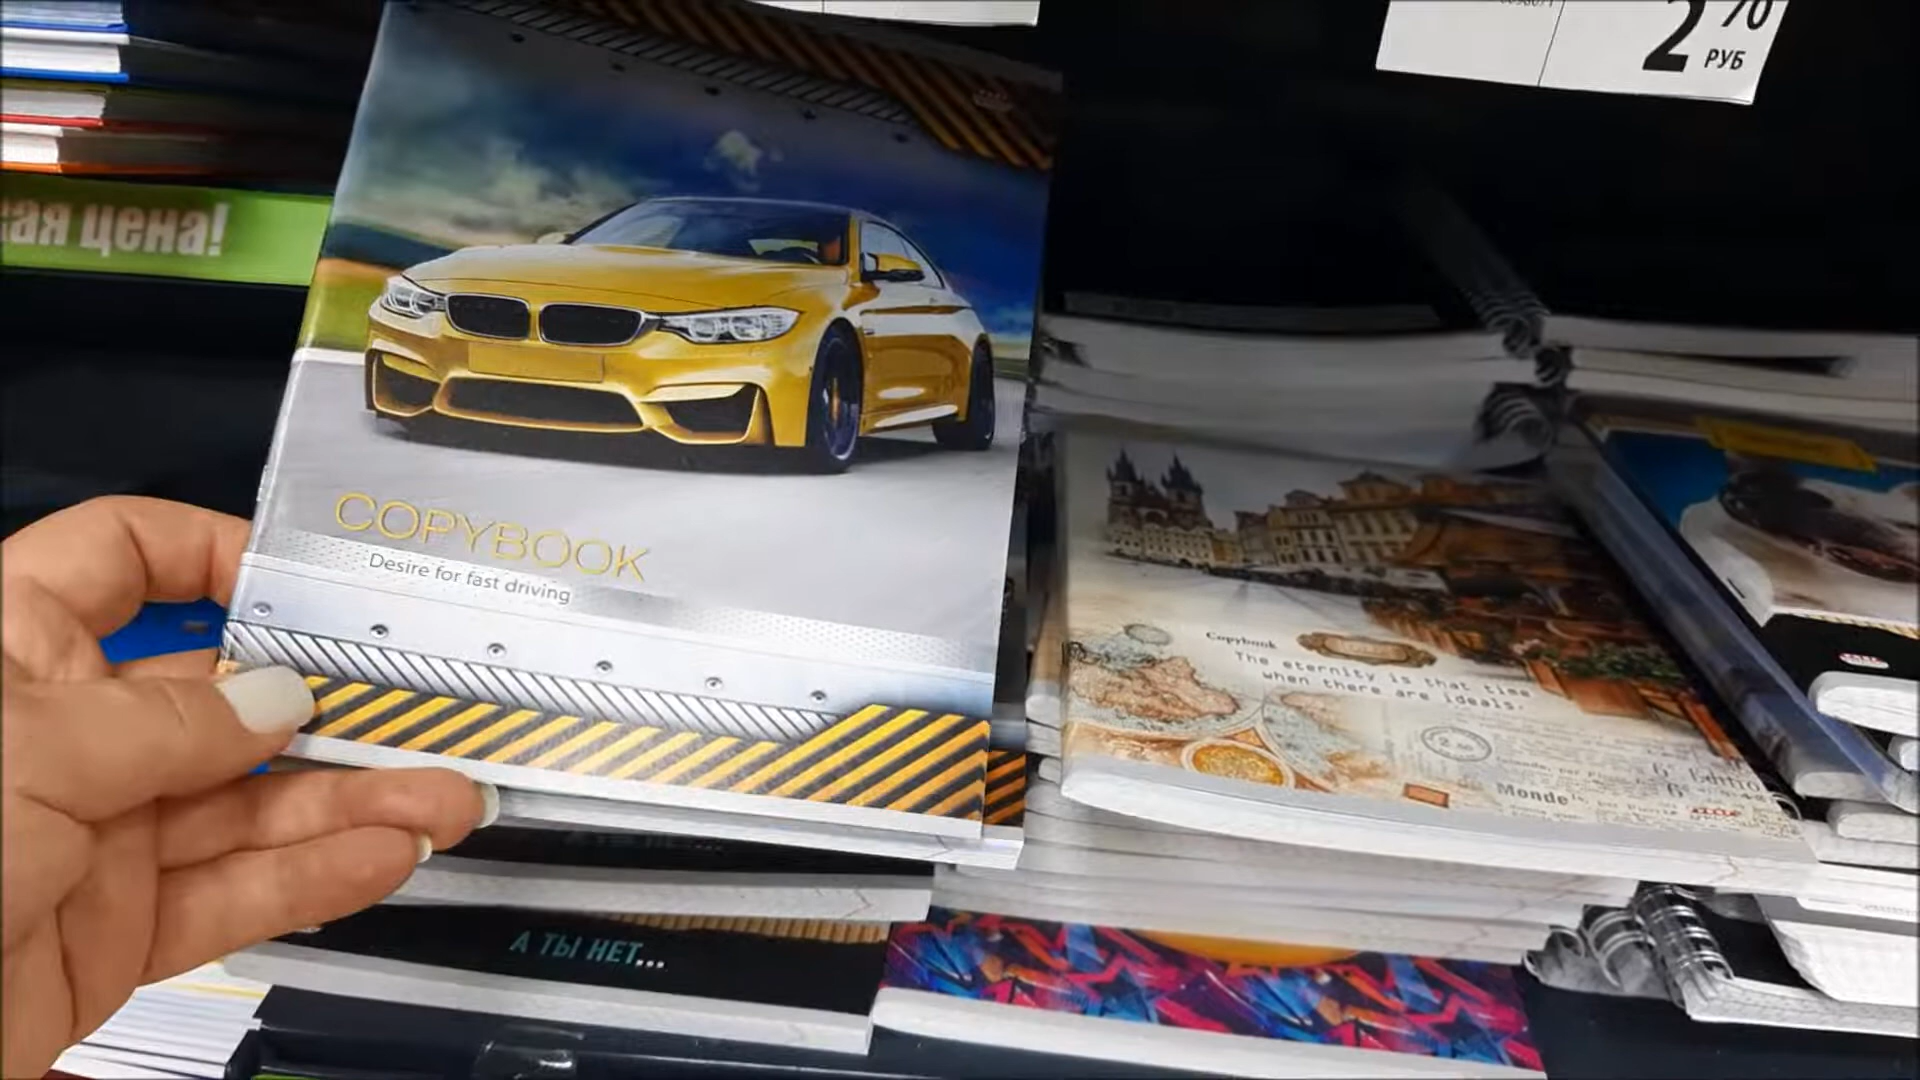 2
РУБ
ая цена!
COPYBOOK
Desire for fast driving
Copybook
The eternity is that time
when there are ideals.
Monde
А ТЫ НЕТ...